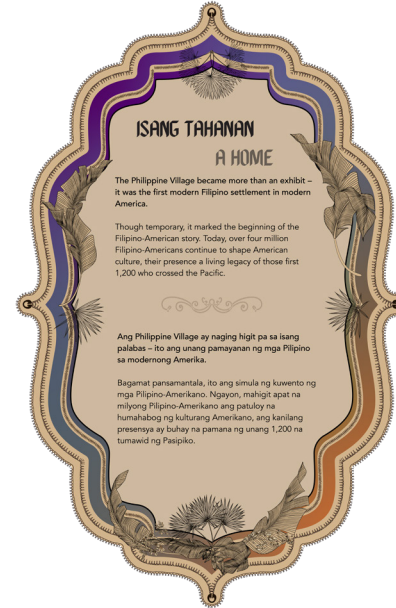 ISANG TAHANAN
A HOME
The Philippine Village became more than an exhibit –
it was the first modern Filipino settlement in modern
America.
Though temporary, it marked the beginning of the
Filipino-American story. Today, over four million
Filipino-Americans continue to shape American
culture, their presence a living legacy of those first
1,200 who crossed the Pacific.
Ang Philippine Village ay naging higit pa sa isang
palabas – ito ang unang pamayanan ng mga Pilipino
sa modernong Amerika.
Bagamat pansamantala, ito ang simula ng kuwento ng
mga Pilipino-Amerikano. Ngayon, mahigit apat na
milyong Pilipino-Amerikano ang patuloy na
humahabog ng kulturang Amerikano, ang kanilang
presensya ay buhay na pamana ng unang 1,200 na
tumawid ng Pasipiko.